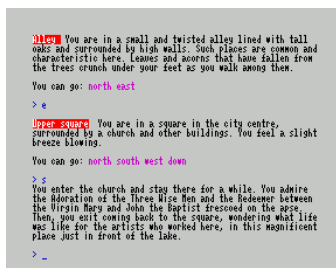 Alley You are in a small and twisted alley lined with tall
oaks and surrounded by high walls. Such places are common and
characteristic here. Leaves and acorns that have fallen from
the trees crunch under your feet as you walk among them.
You can go: north east
> e
Upper square You are in a square in the city centre,
surrounded by a church and other buildings. You feel a slight
breeze blowing.
You can go: north south west down
> s
You enter the church and stay there for a while. You admire
the Adoration of the Three Wise Men and the Redeemer between
the Virgin Mary and John the Baptist frescoed on the apse.
Then, you exit coming back to the square, wondering what life
was like for the artists who worked here, in this magnificent
place just in front of the lake.
> _